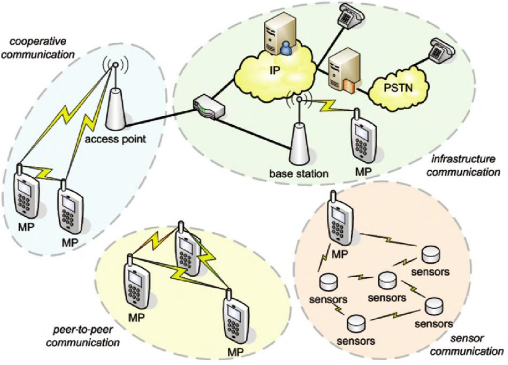 cooperative
communication
IP
PSTN
access point
base station
MP
infrastructure
communication
MP
MP
MP
sensors
sensors
sensors
sensors
sensors
MP
MP
peer-to-peer
communication
sensor
communication